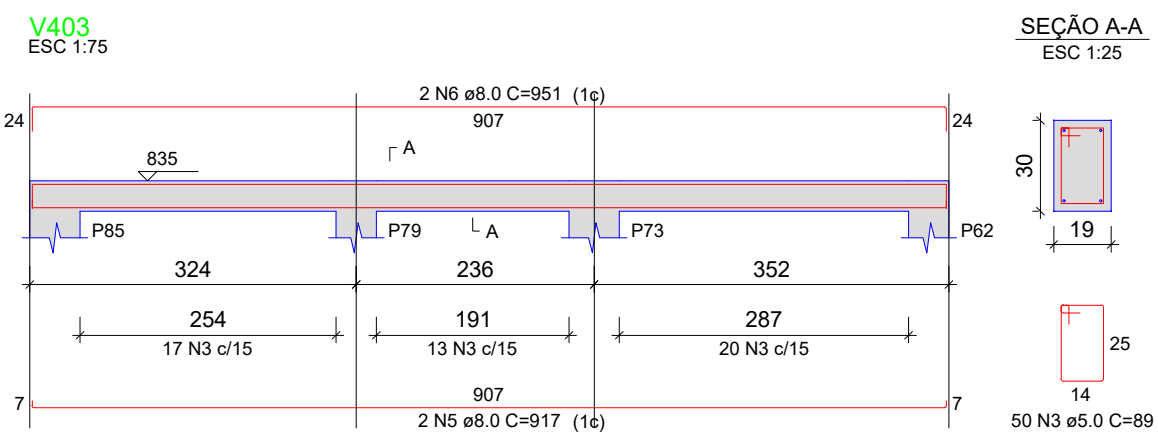 V403
ESC 1:75
SEÇÃO A-A
ESC 1:25
2 N6 ø8.0 C=951 (1c)
24
907
24
A
835
30
P85
P79
A
P73
P62
19
324
236
352
254
191
287
17 N3 c/15
13 N3 c/15
20 N3 c/15
25
14
7
907
7
2 N5 ø8.0 C=917 (1c)
50 N3 ø5.0 C=89